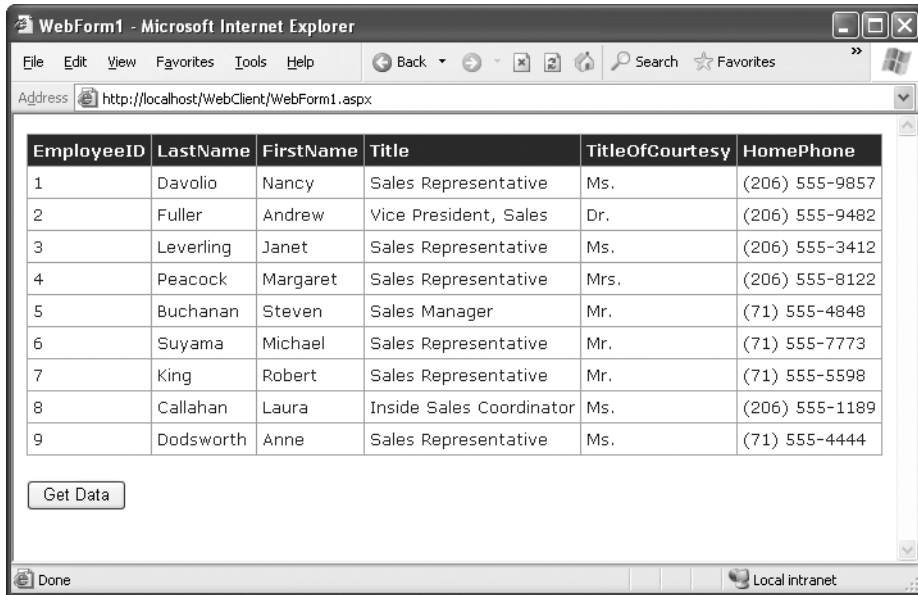 WebForm1 - Microsoft Internet Explorer
File Edit View Favorites Tools Help Back Search Favorites »
Address http://localhost/WebClient/WebForm1.aspx
EmployeeID LastName FirstName Title TitleOfCourtesy HomePhone
1 Davolio Nancy Sales Representative Ms. (206) 555-9857
2 Fuller Andrew Vice President, Sales Dr. (206) 555-9482
3 Leverling Janet Sales Representative Ms. (206) 555-3412
4 Peacock Margaret Sales Representative Mrs. (206) 555-8122
5 Buchanan Steven Sales Manager Mr. (71) 555-4848
6 Suyama Michael Sales Representative Mr. (71) 555-7773
7 King Robert Sales Representative Mr. (71) 555-5598
8 Callahan Laura Inside Sales Coordinator Ms. (206) 555-1189
9 Dodsworth Anne Sales Representative Ms. (71) 555-4444
Get Data
Done Local intranet